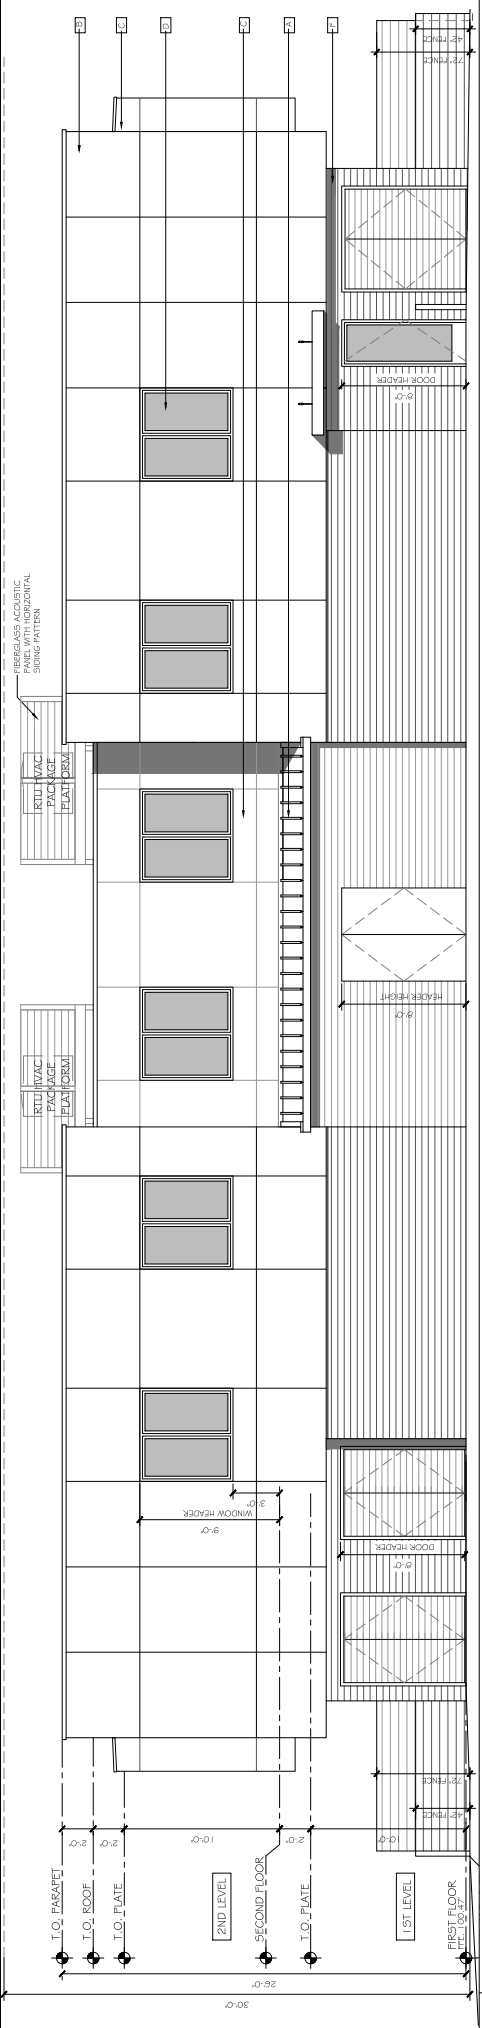 B
C
D
C
A
F
42" FENCE
72" FENCE
8'-0"
DOOR HEADER
FIBERGLASS ACOUSTIC
PANEL WITH HORIZONTAL
SIDING PATTERN
RTU HVAC
PACKAGE
PLATFORM
8'-0"
HEADER HEIGHT
RTU HVAC
PACKAGE
PLATFORM
3'-0"
9'-0"
WINDOW HEADER
8'-0"
DOOR HEADER
72" FENCE
42" FENCE
2'-0"
2'-0"
10'-0"
2'-0"
10'-0"
T.O. PARAPET
T.O. ROOF
T.O. PLATE
2ND LEVEL
SECOND FLOOR
T.O. PLATE
1ST LEVEL
FIRST FLOOR
FFE. 100.47'
26'-0"
30'-0"